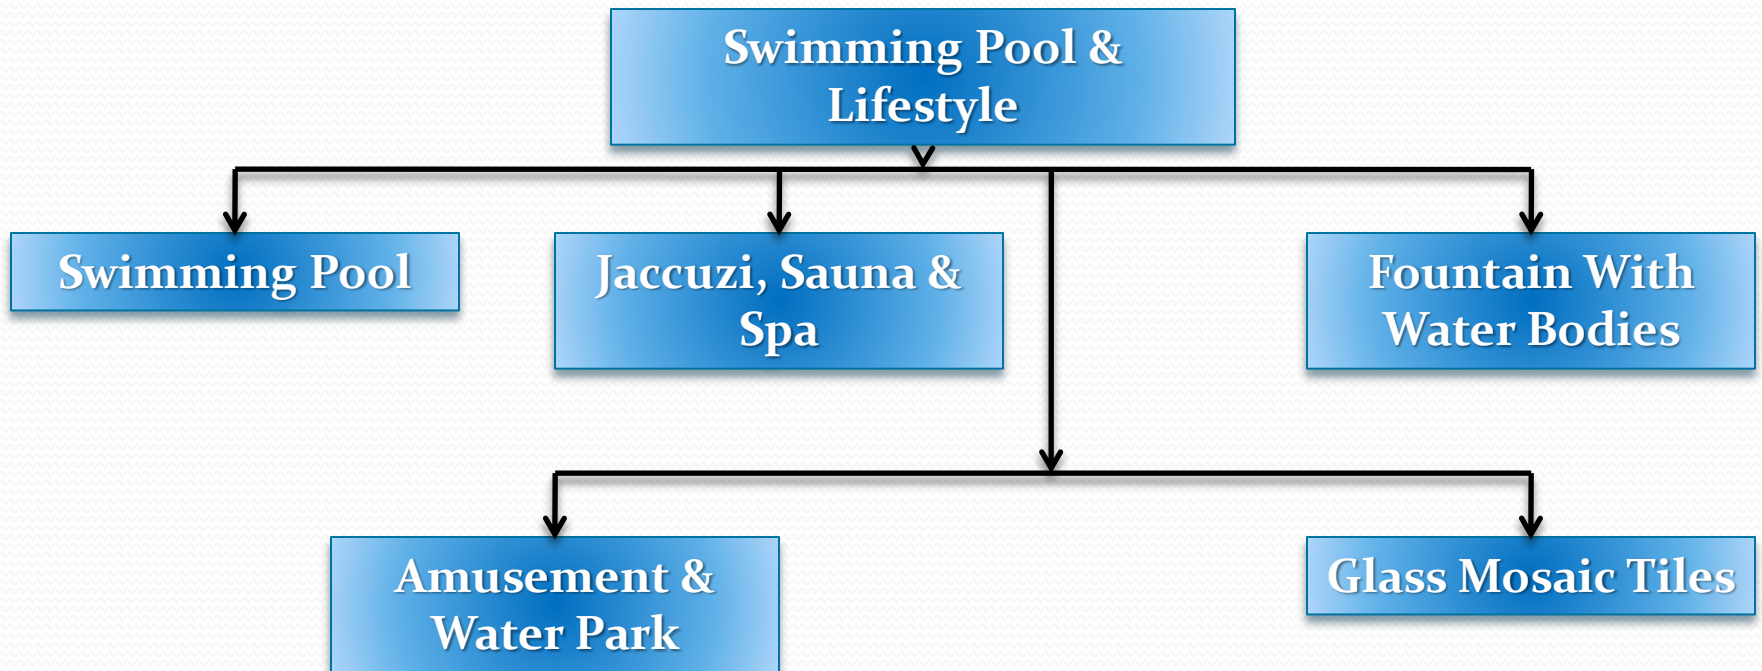 Swimming Pool &
Lifestyle
Swimming Pool
Jaccuzi, Sauna &
Spa
Fountain With
Water Bodies
Amusement &
Water Park
Glass Mosaic Tiles